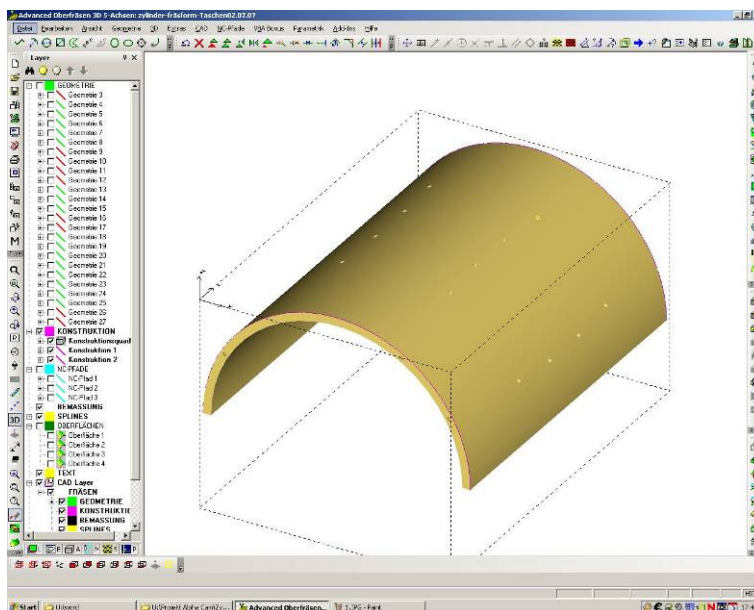 Advanced Oberfräsen 3D 5-Achsen: zylinder-fräsform-Taschen02.07.07
Datei Bearbeiten Ansicht Geometrie 3D Extras CAD NC-Pfade VBA Bonus Parametrik Add-Ins Hilfe
Layer
GEOMETRIE
Geometrie 3
Geometrie 4
Geometrie 5
Geometrie 6
Geometrie 7
Geometrie 8
Geometrie 9
Geometrie 10
Geometrie 11
Geometrie 12
Geometrie 13
Geometrie 14
Geometrie 15
Geometrie 16
Geometrie 17
Geometrie 18
Geometrie 19
Geometrie 20
Geometrie 21
Geometrie 22
Geometrie 23
Geometrie 24
Geometrie 25
Geometrie 26
Geometrie 27
KONSTRUKTION
Konstruktionsquad
Konstruktion 1
Konstruktion 2
NC-PFADE
NC-Pfad 1
NC-Pfad 2
NC-Pfad 3
BEMASSUNG
SPLINES
OBERFLÄCHEN
Oberfläche 1
Oberfläche 2
Oberfläche 3
Oberfläche 4
TEXT
CAD Layer
FRÄSEN
GEOMETRIE
KONSTRUKTIO
BEMASSUNG
SPLINES
3D
Start
Advanced Oberfräsen...
1.JPG - Paint